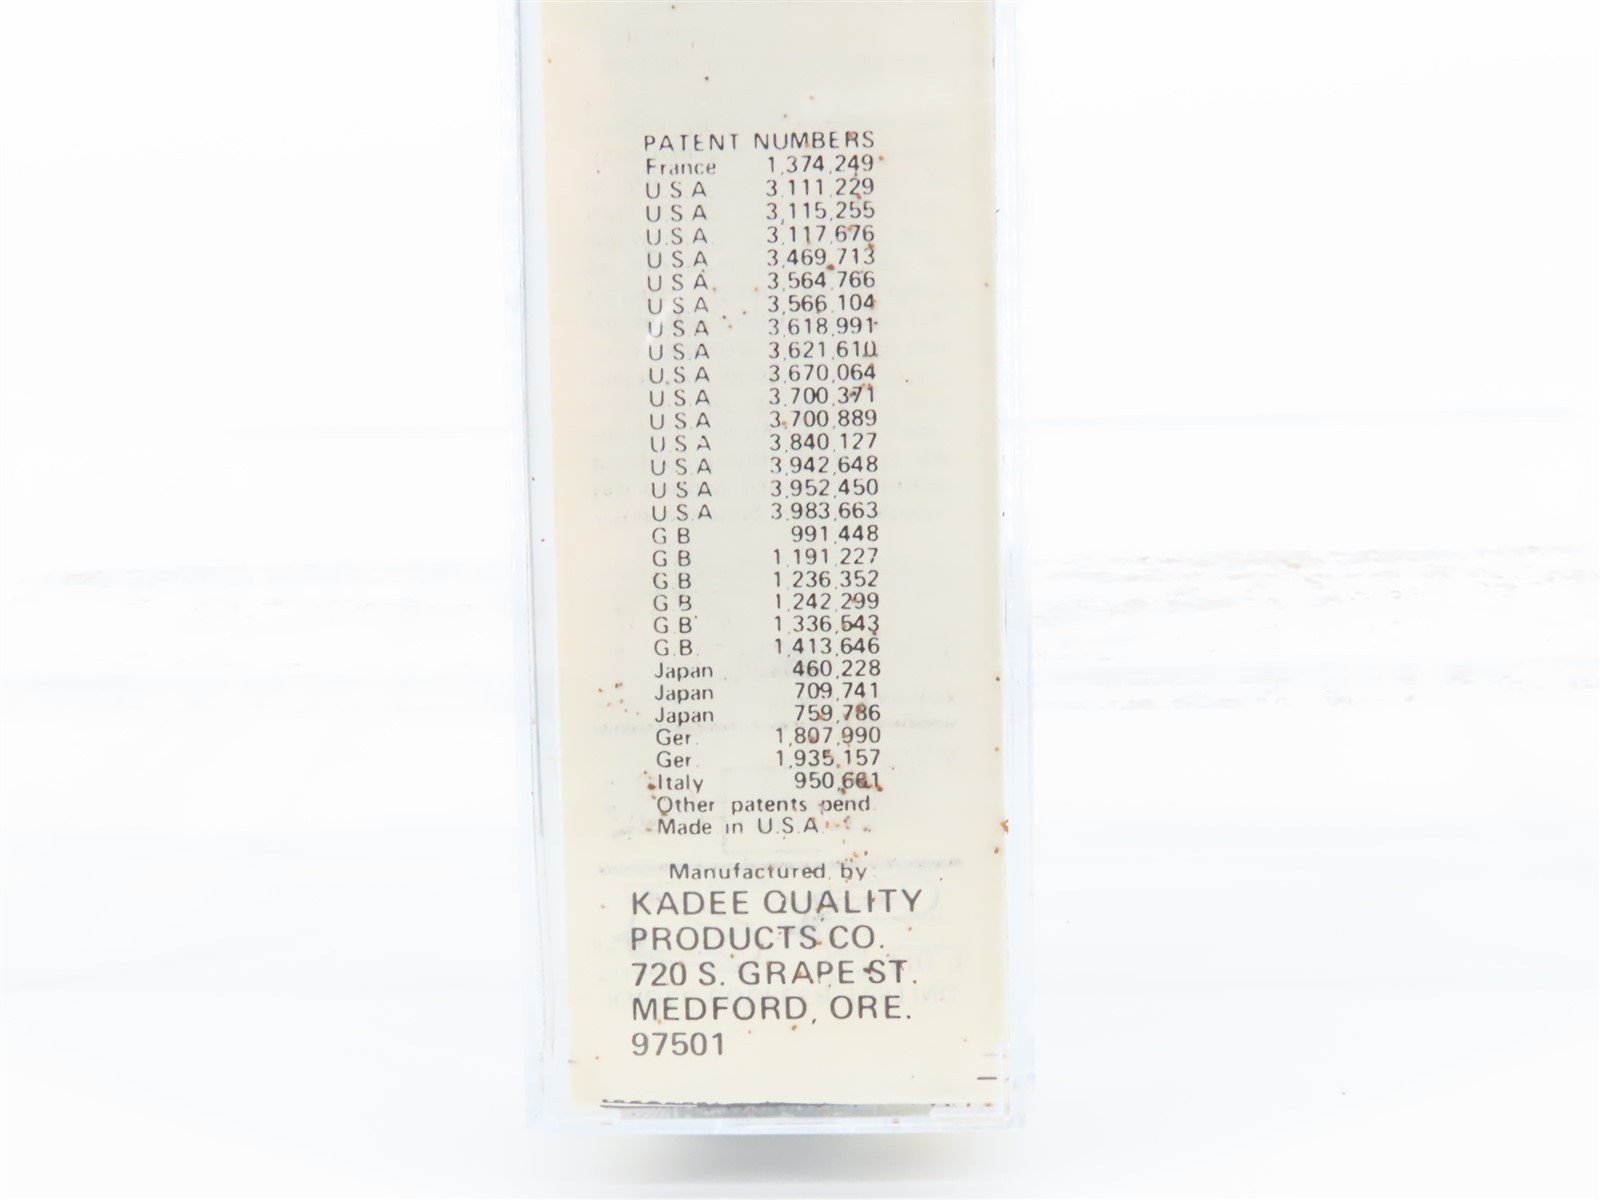 PATENT NUMBERS
France 1,374,249
U.S.A. 3,111,229
U.S.A. 3,115,255
U.S.A. 3,117,676
U.S.A. 3,469,713
U.S.A. 3,564,766
U.S.A. 3,566,104
U.S.A. 3,618,991
U.S.A. 3,621,610
U.S.A. 3,670,064
U.S.A. 3,700,371
U.S.A. 3,700,889
U.S.A. 3,840,127
U.S.A. 3,942,648
U.S.A. 3,952,450
U.S.A. 3,983,663
G.B. 991,448
G.B. 1,191,227
G.B. 1,236,352
G.B. 1,242,299
G.B. 1,336,543
G.B. 1,413,646
Japan 460,228
Japan 709,741
Japan 759,786
Ger. 1,807,990
Ger. 1,935,157
Italy 950,661
Other patents pend.
Made in U.S.A.
Manufactured by
KADEE QUALITY
PRODUCTS CO.
720 S. GRAPE ST.
MEDFORD, ORE.
97501